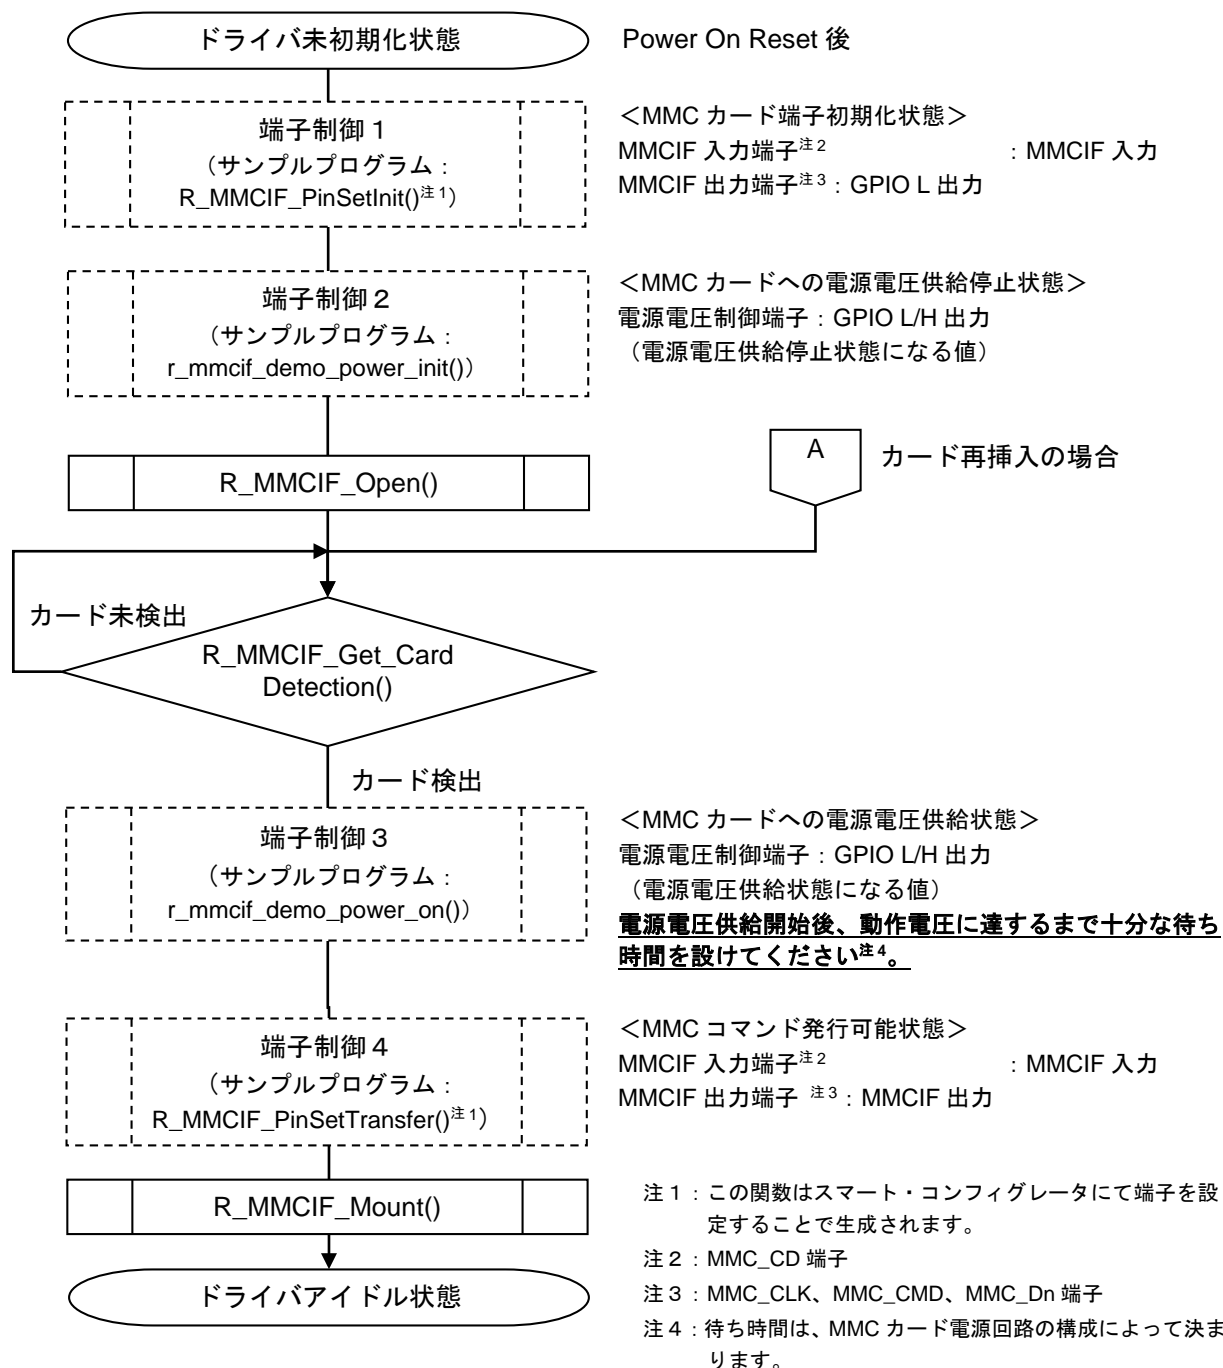 ドライバ未初期化状態
Power On Reset 後
端子制御１
（サンプルプログラム：
R_MMCIF_PinSetInit()注1）
＜MMC カード端子初期化状態＞
MMCIF 入力端子注2 : MMCIF 入力
MMCIF 出力端子注3：GPIO L 出力
端子制御２
（サンプルプログラム：
r_mmcif_demo_power_init()）
＜MMC カードへの電源電圧供給停止状態＞
電源電圧制御端子：GPIO L/H 出力
（電源電圧供給停止状態になる値）
R_MMCIF_Open()
A
カード再挿入の場合
カード未検出
R_MMCIF_Get_Card
Detection()
カード検出
端子制御３
（サンプルプログラム：
r_mmcif_demo_power_on()）
＜MMC カードへの電源電圧供給状態＞
電源電圧制御端子：GPIO L/H 出力
（電源電圧供給状態になる値）
電源電圧供給開始後、動作電圧に達するまで十分な待ち
時間を設けてください注4。
端子制御４
（サンプルプログラム：
R_MMCIF_PinSetTransfer()注1）
＜MMC コマンド発行可能状態＞
MMCIF 入力端子注2 : MMCIF 入力
MMCIF 出力端子 注3：MMCIF 出力
R_MMCIF_Mount()
ドライバアイドル状態
注１：この関数はスマート・コンフィグレータにて端子を設
定することで生成されます。
注２：MMC_CD 端子
注３：MMC_CLK、MMC_CMD、MMC_Dn 端子
注４：待ち時間は、MMC カード電源回路の構成によって決ま
ります。